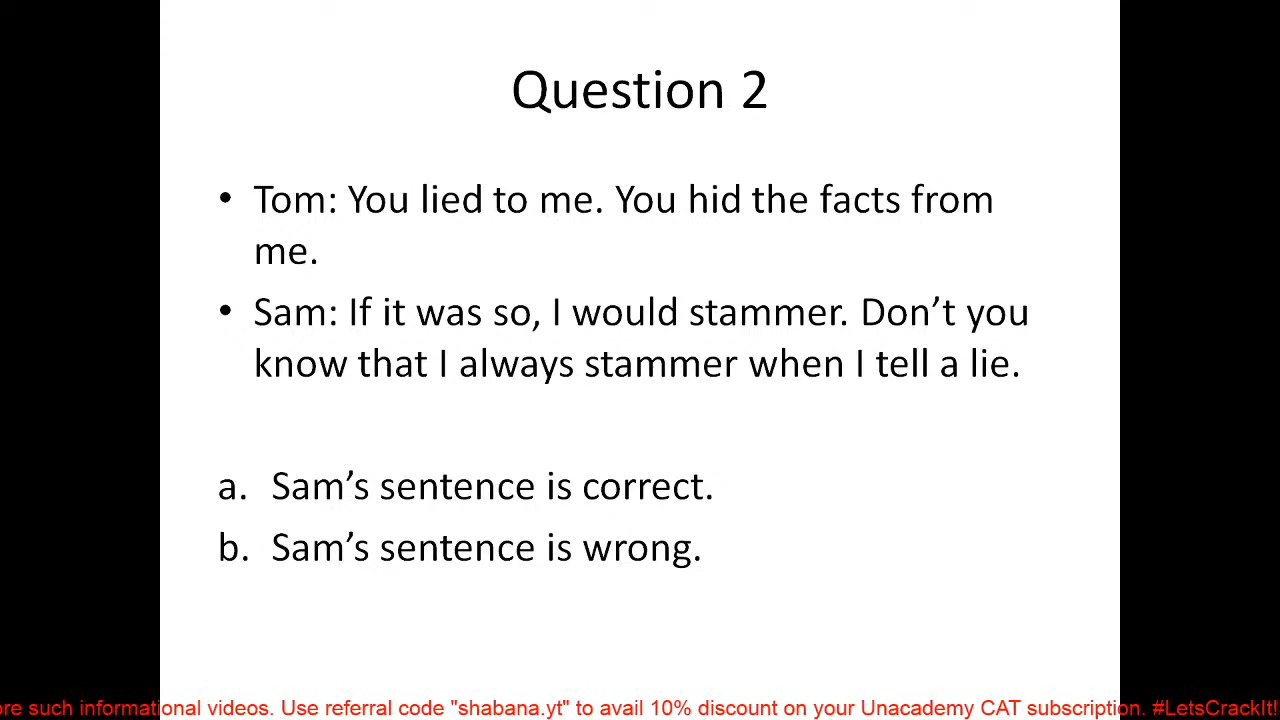 Question 2
• Tom: You lied to me. You hid the facts from
me.
• Sam: If it was so, I would stammer. Don’t you
know that I always stammer when I tell a lie.
a. Sam’s sentence is correct.
b. Sam’s sentence is wrong.
ore such informational videos. Use referral code "shabana.yt" to avail 10% discount on your Unacademy CAT subscription. #LetsCrackIt!